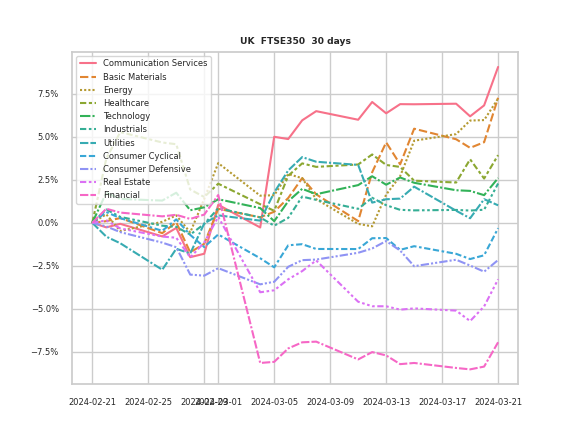 UK  FTSE350  30 days
Communication Services
Basic Materials
Energy
Healthcare
Technology
Industrials
Utilities
Consumer Cyclical
Consumer Defensive
Real Estate
Financial
7.5%
5.0%
2.5%
0.0%
−2.5%
−5.0%
−7.5%
2024-02-21 2024-02-25 2024-02-29 2024-03-01 2024-03-05 2024-03-09 2024-03-13 2024-03-17 2024-03-21